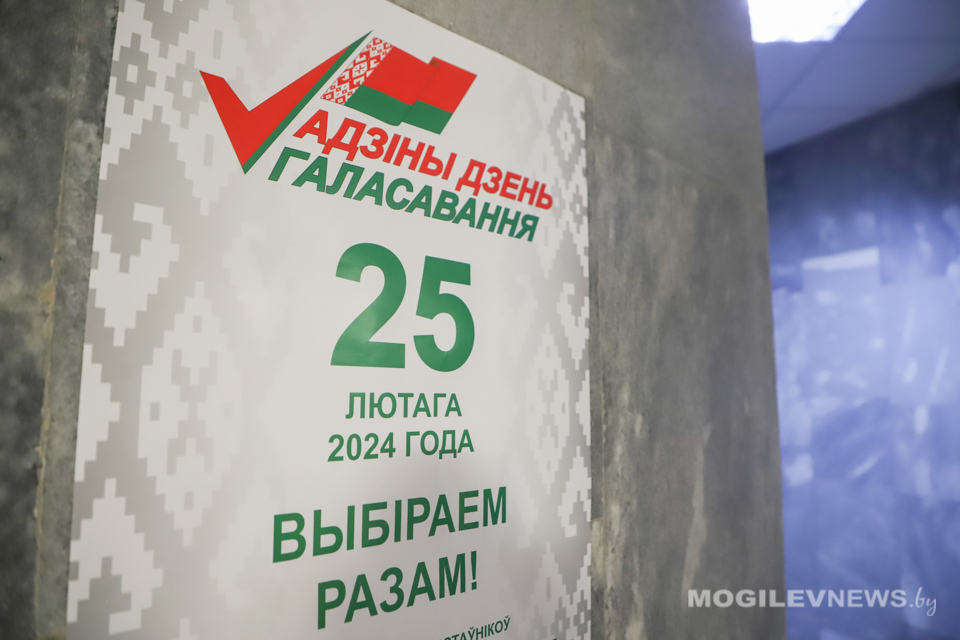 АДЗІНЫ ДЗЕНЬ
ГАЛАСАВАННЯ
25
ЛЮТАГА
2024 ГОДА
ВЫБІРАЕМ
РАЗАМ!
MOGILEVNEWS.by